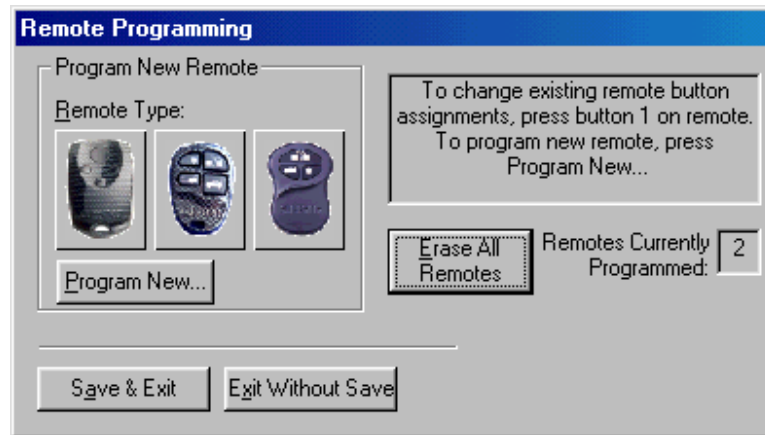 Remote Programming
Program New Remote
Remote Type:
Program New...
To change existing remote button
assignments, press button 1 on remote.
To program new remote, press
Program New...
Erase All
Remotes
Remotes Currently
Programmed:
2
Save & Exit
Exit Without Save